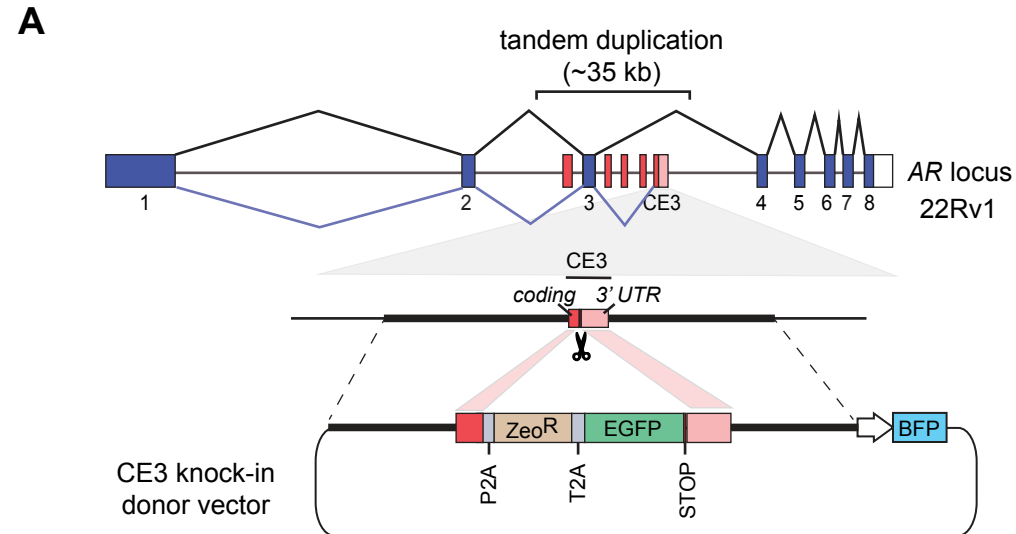 A
tandem duplication
(~35 kb)
AR locus
22Rv1
1
2
3
CE3
4
5
6
7
8
CE3
coding
3' UTR
ZeoR
EGFP
BFP
P2A
T2A
STOP
CE3 knock-in
donor vector